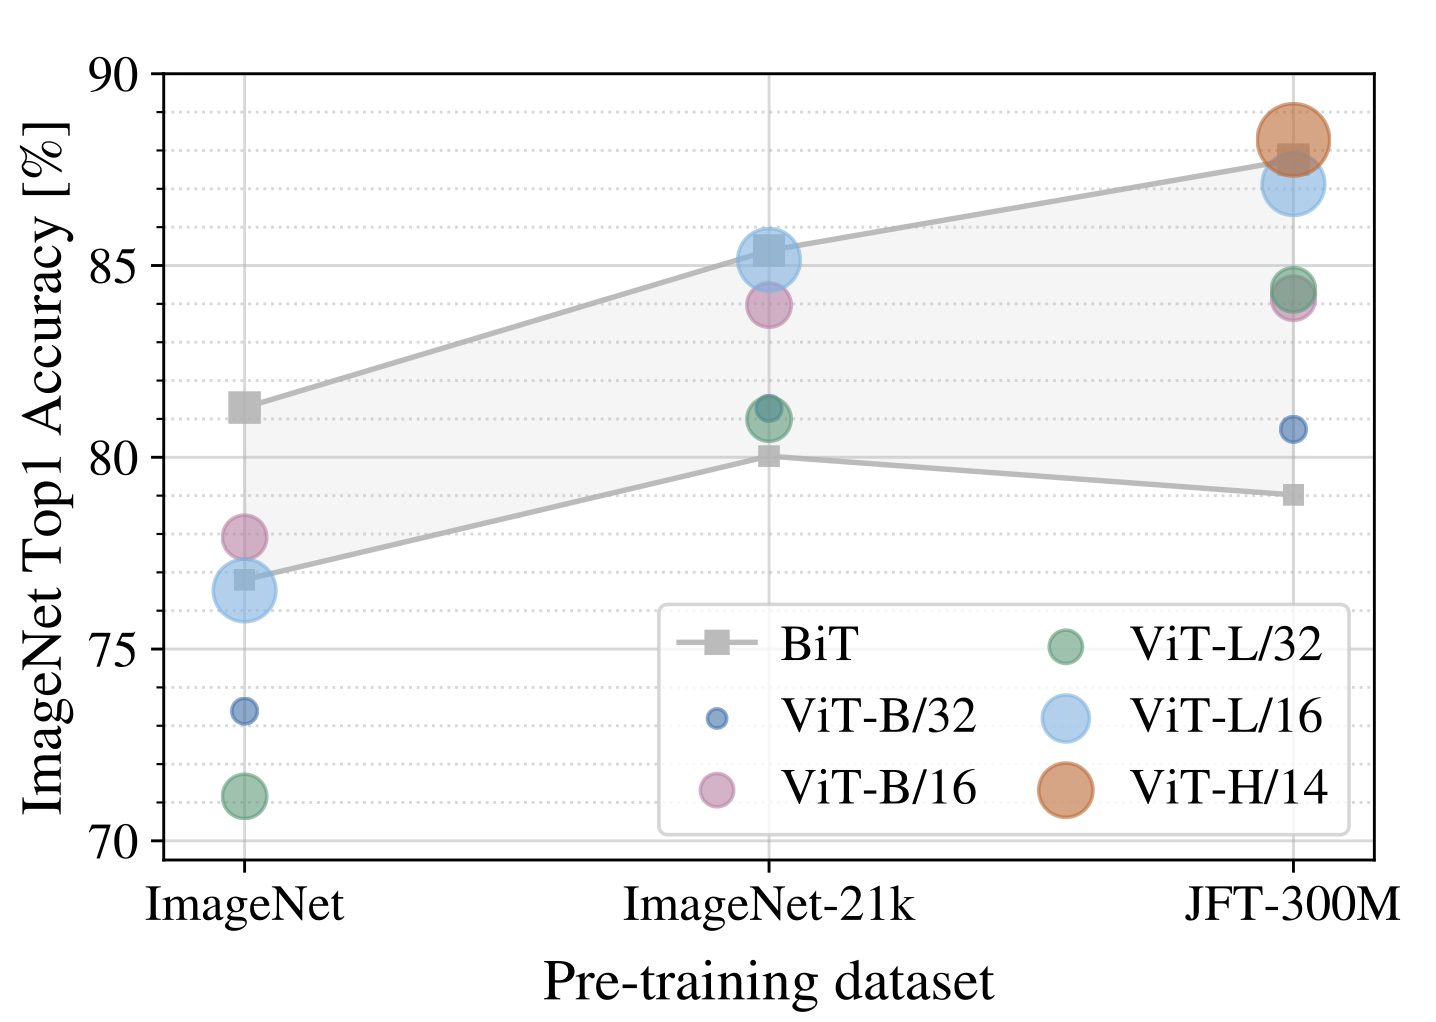 90
85
80
75
70
ImageNet Top1 Accuracy [%]
BiT
ViT-B/32
ViT-B/16
ViT-L/32
ViT-L/16
ViT-H/14
ImageNet
ImageNet-21k
JFT-300M
Pre-training dataset